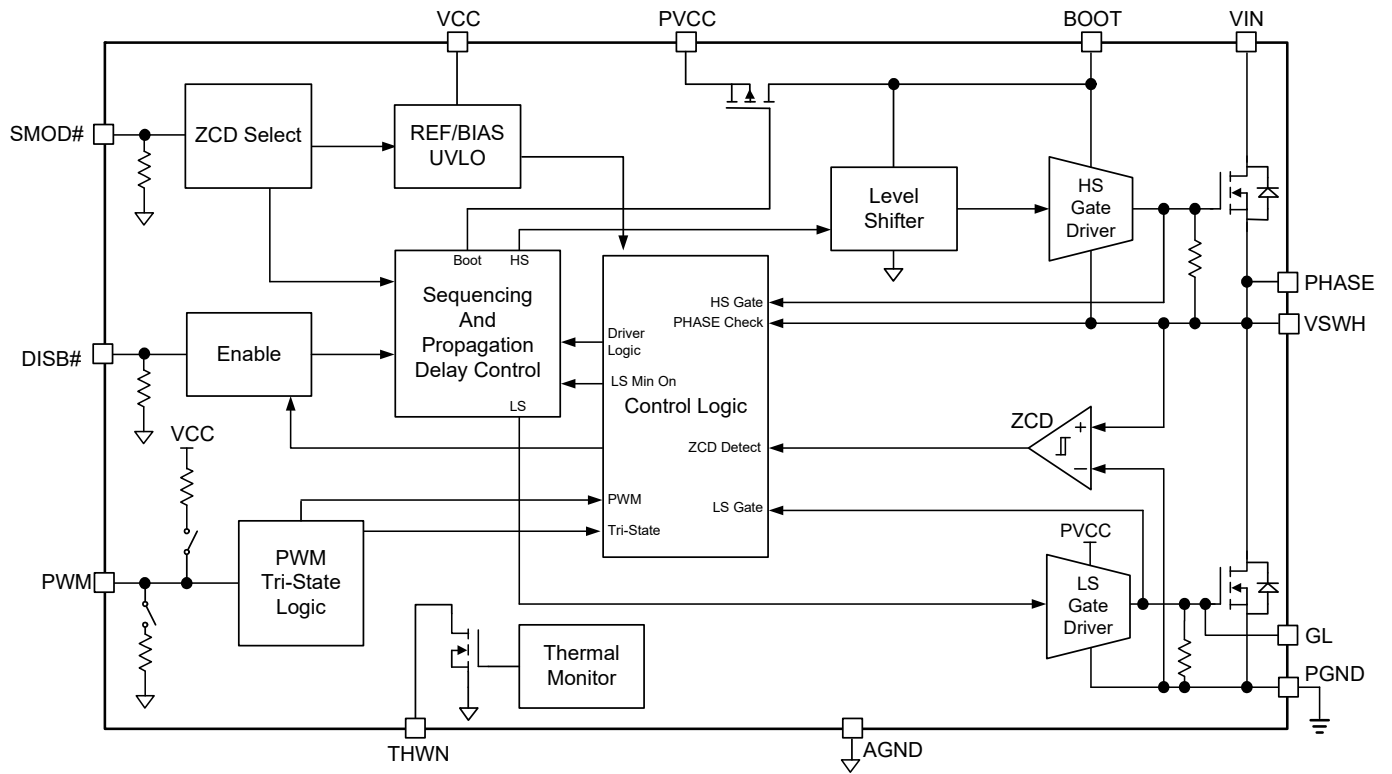 VCC
PVCC
BOOT
VIN
SMOD#
ZCD Select
REF/BIAS
UVLO
Level
Shifter
HS
Gate
Driver
Boot
HS
Sequencing
And
Propagation
Delay Control
LS
HS Gate
PHASE Check
Driver
Logic
LS Min On
Control Logic
ZCD Detect
LS Gate
PWM
Tri-State
PHASE
VSWH
DISB#
Enable
ZCD
+
−
VCC
PWM
PWM
Tri-State
Logic
PVCC
LS
Gate
Driver
GL
PGND
Thermal
Monitor
THWN
AGND